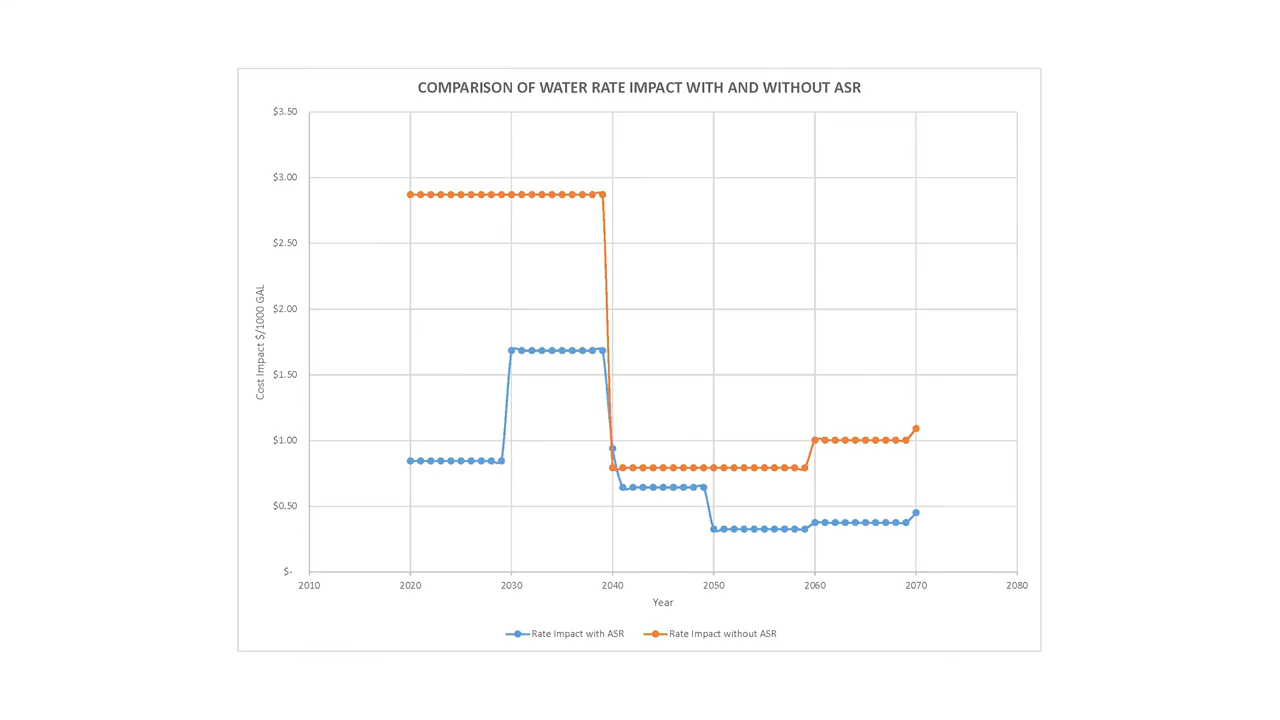 COMPARISON OF WATER RATE IMPACT WITH AND WITHOUT ASR
$3.50
$3.00
$2.50
$2.00
$1.50
$1.00
$0.50
$-
Cost Impact $/1000 GAL
2010 2020 2030 2040 2050 2060 2070 2080
Year
Rate Impact with ASR Rate Impact without ASR